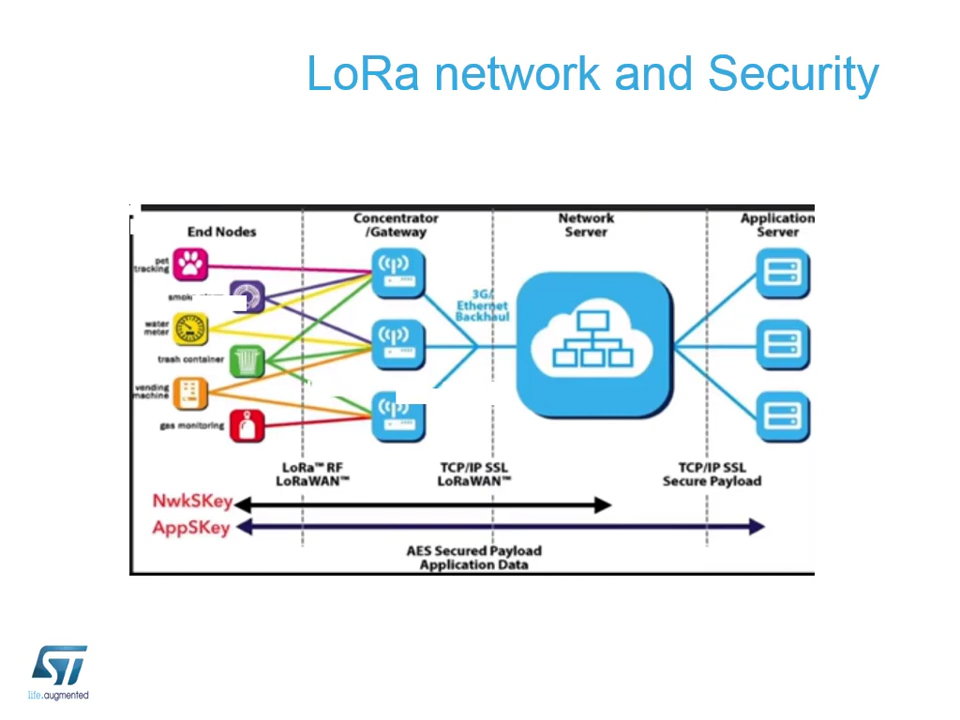 LoRa network and Security
End Nodes
Concentrator
/Gateway
Network
Server
Application
Server
pet
tracking
smoke
water
meter
trash container
vending
machine
gas monitoring
3G/
Ethernet
Backhaul
LoRa™ RF
LoRaWAN™
TCP/IP SSL
LoRaWAN™
TCP/IP SSL
Secure Payload
NwkSKey
AppSKey
AES Secured Payload
Application Data
ST
life.augmented